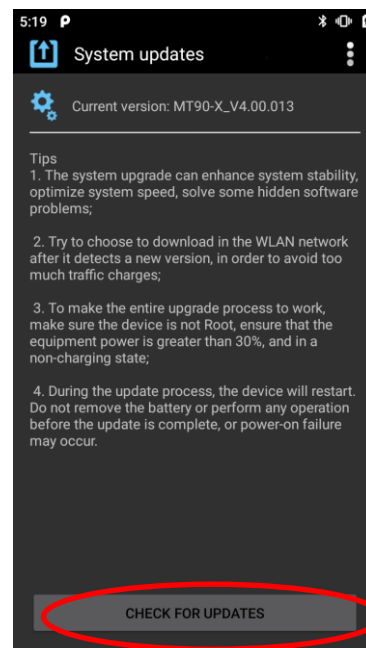 5:19
System updates
Current version: MT90-X_V4.00.013
Tips
1. The system upgrade can enhance system stability,
optimize system speed, solve some hidden software
problems;
2. Try to choose to download in the WLAN network
after it detects a new version, in order to avoid too
much traffic charges;
3. To make the entire upgrade process to work,
make sure the device is not Root, ensure that the
equipment power is greater than 30%, and in a
non-charging state;
4. During the update process, the device will restart.
Do not remove the battery or perform any operation
before the update is complete, or power-on failure
may occur.
CHECK FOR UPDATES